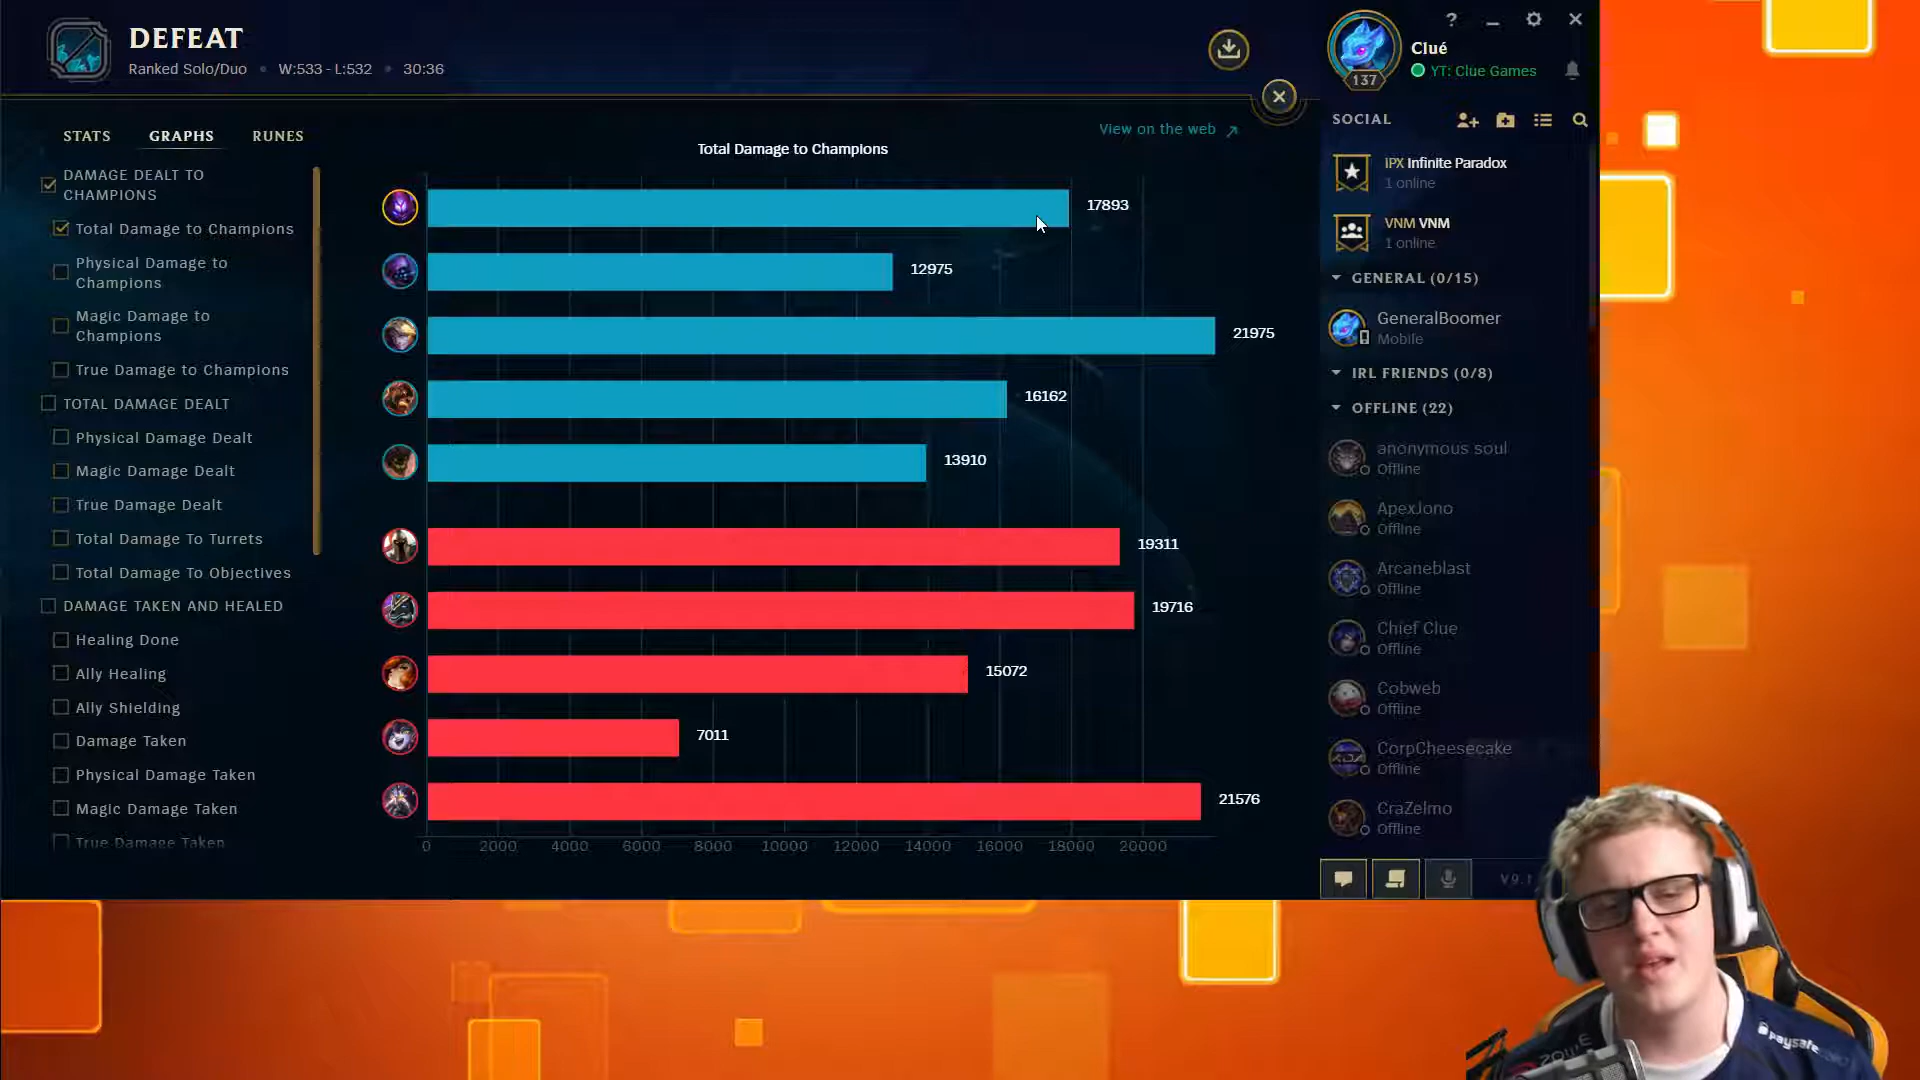 DEFEAT
Ranked Solo/Duo • W:533 - L:532 • 30:36
?
Clué
137
YT: Clue Games
STATS
GRAPHS
RUNES
View on the web
Total Damage to Champions
DAMAGE DEALT TO
CHAMPIONS
Total Damage to Champions
Physical Damage to
Champions
Magic Damage to
Champions
True Damage to Champions
TOTAL DAMAGE DEALT
Physical Damage Dealt
Magic Damage Dealt
True Damage Dealt
Total Damage To Turrets
Total Damage To Objectives
DAMAGE TAKEN AND HEALED
Healing Done
Ally Healing
Ally Shielding
Damage Taken
Physical Damage Taken
Magic Damage Taken
True Damage Taken
17893
12975
21975
16162
13910
19311
19716
15072
7011
21576
0 2000 4000 6000 8000 10000 12000 14000 16000 18000 20000
SOCIAL
IPX Infinite Paradox
1 online
VNM VNM
1 online
GENERAL (0/15)
GeneralBoomer
Mobile
IRL FRIENDS (0/8)
OFFLINE (22)
anonymous soul
Offline
ApexJono
Offline
Arcaneblast
Offline
Chief Clue
Offline
Cobweb
Offline
CorpCheesecake
Offline
CraZelmo
Offline
V9.1
paysafe